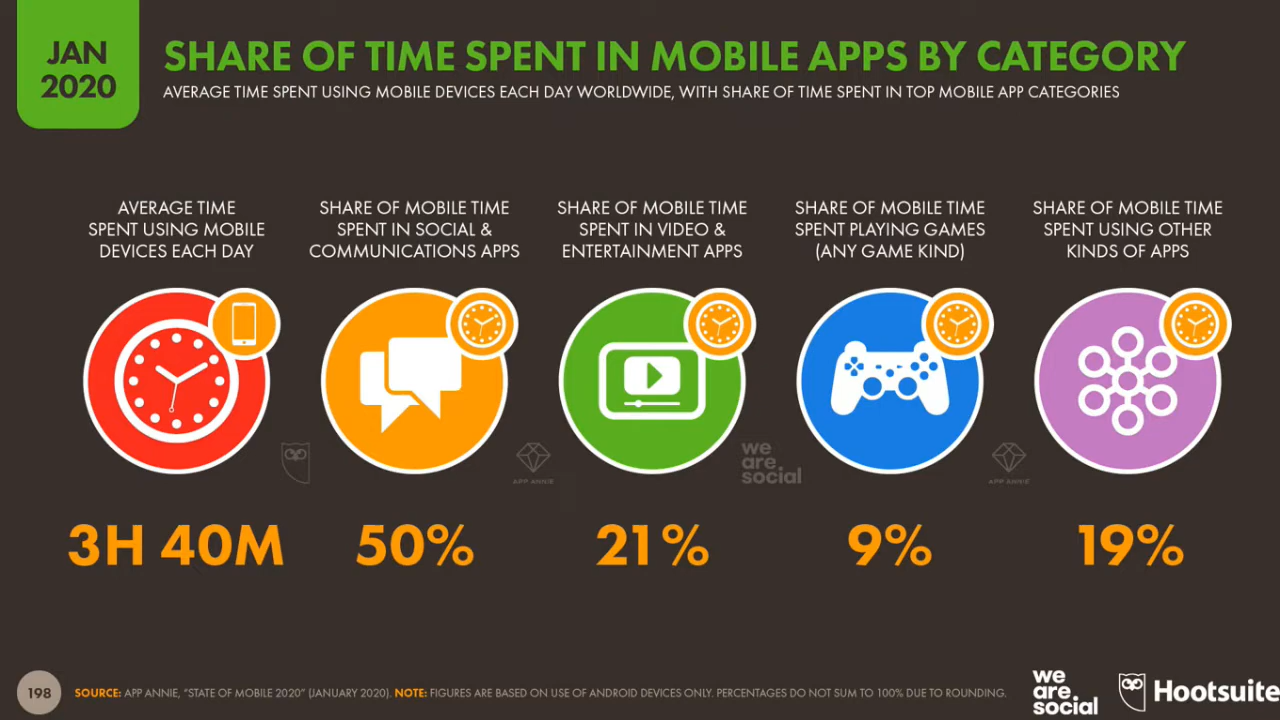 JAN
2020
SHARE OF TIME SPENT IN MOBILE APPS BY CATEGORY
AVERAGE TIME SPENT USING MOBILE DEVICES EACH DAY WORLDWIDE, WITH SHARE OF TIME SPENT IN TOP MOBILE APP CATEGORIES
AVERAGE TIME
SPENT USING MOBILE
DEVICES EACH DAY
SHARE OF MOBILE TIME
SPENT IN SOCIAL &
COMMUNICATIONS APPS
SHARE OF MOBILE TIME
SPENT IN VIDEO &
ENTERTAINMENT APPS
SHARE OF MOBILE TIME
SPENT PLAYING GAMES
(ANY GAME KIND)
SHARE OF MOBILE TIME
SPENT USING OTHER
KINDS OF APPS
APP ANNIE
we
are
social
APP ANNIE
3H 40M
50%
21%
9%
19%
198
SOURCE: APP ANNIE, "STATE OF MOBILE 2020" (JANUARY 2020). NOTE: FIGURES ARE BASED ON USE OF ANDROID DEVICES ONLY. PERCENTAGES DO NOT SUM TO 100% DUE TO ROUNDING.
we
are
social
Hootsuite